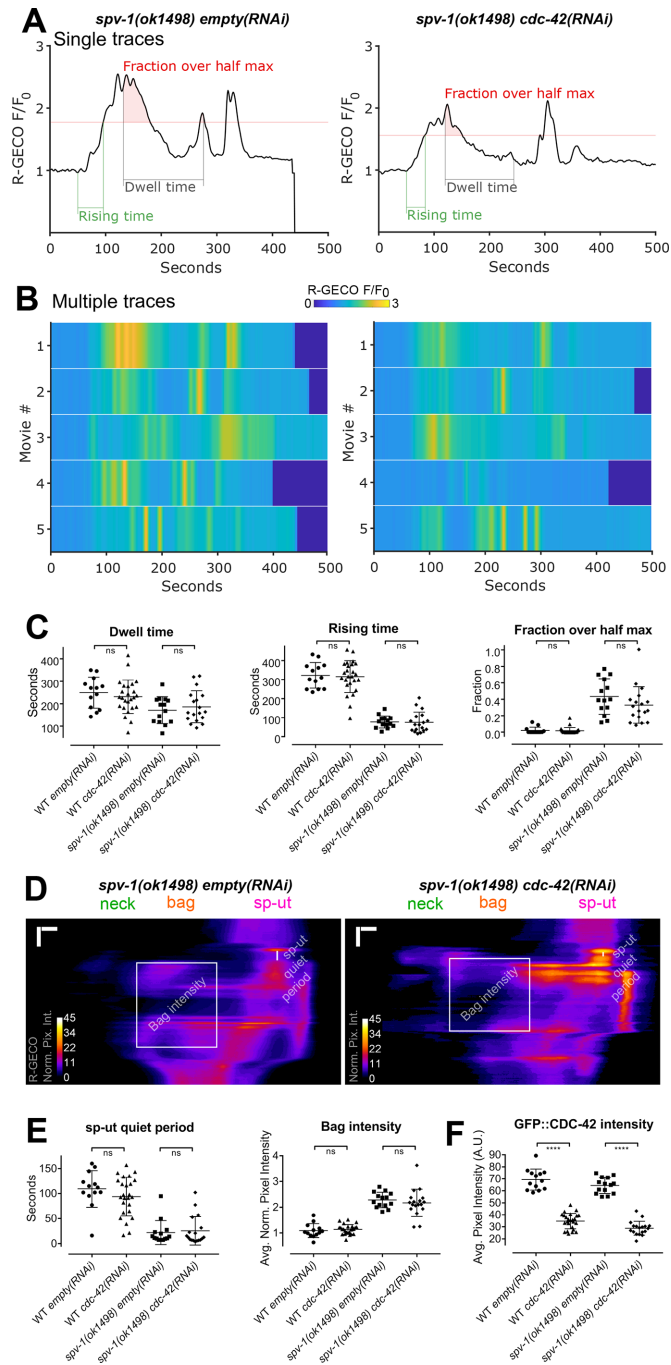 A
spv-1(ok1498) empty(RNAi)
spv-1(ok1498) cdc-42(RNAi)
Single traces
3
2
1
0
R-GECO F/F0
Fraction over half max
Dwell time
Rising time
0 100 200 300 400 500
Seconds
3
2
1
0
R-GECO F/F0
Fraction over half max
Dwell time
Rising time
0 100 200 300 400 500
Seconds
B
Multiple traces
R-GECO F/F0
0 3
Movie #
1
2
3
4
5
0 100 200 300 400 500
Seconds
Movie #
1
2
3
4
5
0 100 200 300 400 500
Seconds
C
Dwell time
ns ns
Seconds
400
300
200
100
WT empty(RNAi)
WT cdc-42(RNAi)
spv-1(ok1498) empty(RNAi)
spv-1(ok1498) cdc-42(RNAi)
Rising time
ns ns
Seconds
400
300
200
100
0
WT empty(RNAi)
WT cdc-42(RNAi)
spv-1(ok1498) empty(RNAi)
spv-1(ok1498) cdc-42(RNAi)
Fraction over half max
ns ns
Fraction
1.0
0.8
0.6
0.4
0.2
0.0
WT empty(RNAi)
WT cdc-42(RNAi)
spv-1(ok1498) empty(RNAi)
spv-1(ok1498) cdc-42(RNAi)
D
spv-1(ok1498) empty(RNAi)
spv-1(ok1498) cdc-42(RNAi)
neck bag sp-ut
neck bag sp-ut
sp-ut
quiet
period
Bag intensity
R-GECO
Norm. Pix. Int.
45
34
22
11
0
sp-ut
quiet
period
Bag intensity
Norm. Pix. Int.
45
34
22
11
0
E
sp-ut quiet period
ns ns
Seconds
150
100
50
0
WT empty(RNAi)
WT cdc-42(RNAi)
spv-1(ok1498) empty(RNAi)
spv-1(ok1498) cdc-42(RNAi)
Bag intensity
ns ns
Avg. Norm. Pixel Intensity
4
3
2
1
WT empty(RNAi)
WT cdc-42(RNAi)
spv-1(ok1498) empty(RNAi)
spv-1(ok1498) cdc-42(RNAi)
F
GFP::CDC-42 intensity
**** ****
Avg. Pixel Intensity (A.U.)
90
80
70
60
50
40
30
20
WT empty(RNAi)
WT cdc-42(RNAi)
spv-1(ok1498) empty(RNAi)
spv-1(ok1498) cdc-42(RNAi)